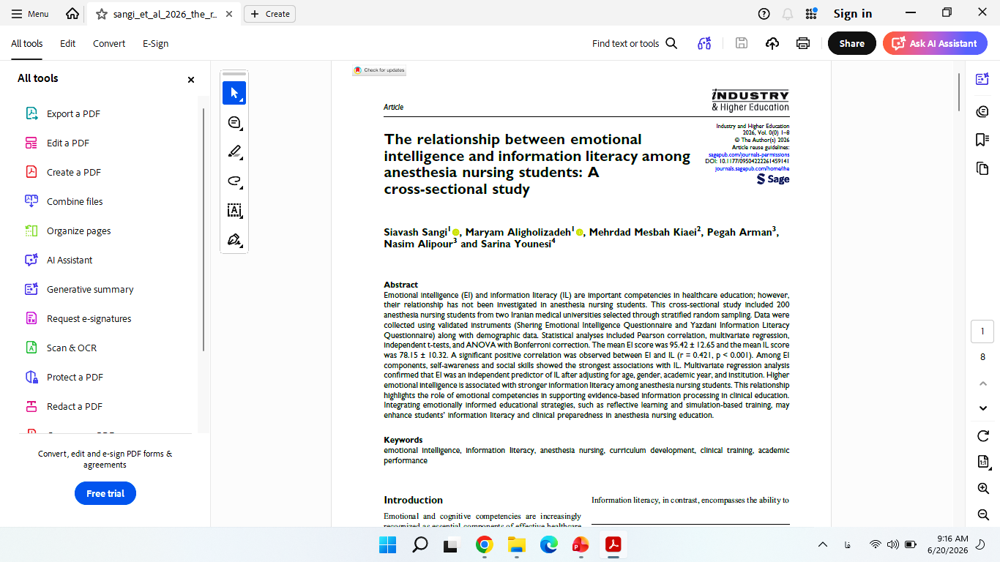 Menu
sangi_et_al_2026_the_r...
Create
Sign in
All tools
Edit
Convert
E-Sign
Find text or tools
Share
Ask AI Assistant
All tools
Export a PDF
Edit a PDF
Create a PDF
Combine files
Organize pages
AI Assistant
Generative summary
Request e-signatures
Scan & OCR
Protect a PDF
Redact a PDF
Convert, edit and e-sign PDF forms &
agreements
Free trial
Check for updates
Article
INDUSTRY
& Higher Education
Industry and Higher Education
2026, Vol. 0(0) 1–8
© The Author(s) 2026
Article reuse guidelines:
sagepub.com/journals-permissions
DOI: 10.1177/09504222261459141
journals.sagepub.com/home/ihe
Sage
The relationship between emotional
intelligence and information literacy among
anesthesia nursing students: A
cross-sectional study
Siavash Sangi1, Maryam Aligholizadeh1, Mehrdad Mesbah Kiaei2, Pegah Arman3,
Nasim Alipour3 and Sarina Younesi4
Abstract
Emotional intelligence (EI) and information literacy (IL) are important competencies in healthcare education; however,
their relationship has not been investigated in anesthesia nursing students. This cross-sectional study included 200
anesthesia nursing students from two Iranian medical universities selected through stratified random sampling. Data were
collected using validated instruments (Shering Emotional Intelligence Questionnaire and Yazdani Information Literacy
Questionnaire) along with demographic data. Statistical analyses included Pearson correlation, multivariate regression,
independent t-tests, and ANOVA with Bonferroni correction. The mean EI score was 95.42 ± 12.65 and the mean IL score
was 78.15 ± 10.32. A significant positive correlation was observed between EI and IL (r = 0.421, p < 0.001). Among EI
components, self-awareness and social skills showed the strongest associations with IL. Multivariate regression analysis
confirmed that EI was an independent predictor of IL after adjusting for age, gender, academic year, and institution. Higher
emotional intelligence is associated with stronger information literacy among anesthesia nursing students. This relationship
highlights the role of emotional competencies in supporting evidence-based information processing in clinical education.
Integrating emotionally informed educational strategies, such as reflective learning and simulation-based training, may
enhance students' information literacy and clinical preparedness in anesthesia nursing education.
Keywords
emotional intelligence, information literacy, anesthesia nursing, curriculum development, clinical training, academic
performance
Introduction
Emotional and cognitive competencies are increasingly
recognized as essential components of effective healthcare
Information literacy, in contrast, encompasses the ability to
1
8
فا
9:16 AM
6/20/2026